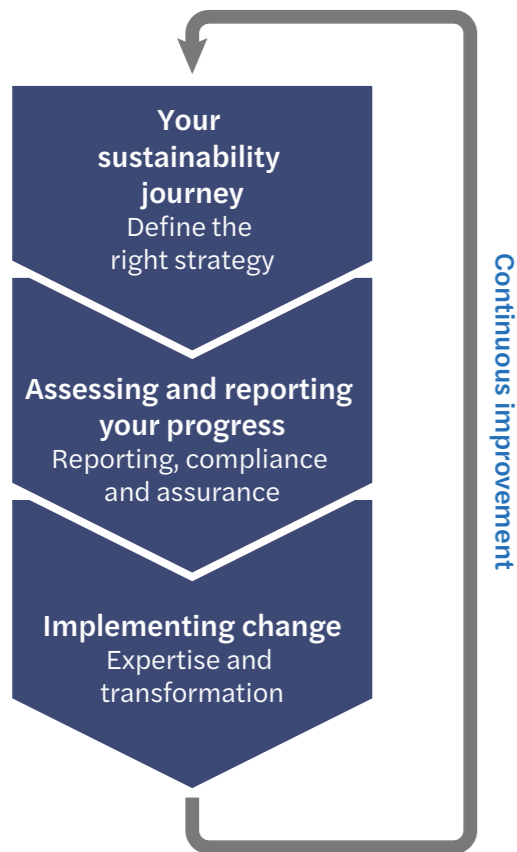 Your
sustainability
journey
Define the
right strategy
Assessing and reporting
your progress
Reporting, compliance
and assurance
Implementing change
Expertise and
transformation
Continuous improvement